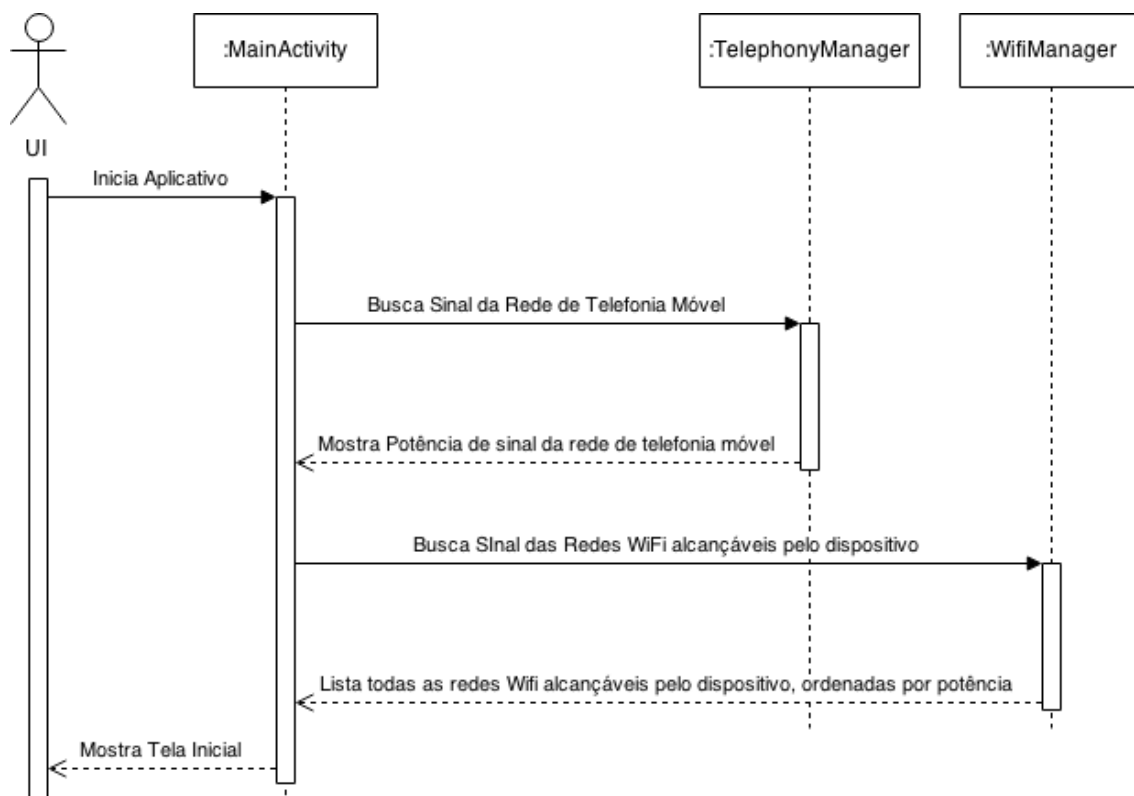 :MainActivity
:TelephonyManager
:WifiManager
UI
Inicia Aplicativo
Busca Sinal da Rede de Telefonia Móvel
Mostra Potência de sinal da rede de telefonia móvel
Busca SInal das Redes WiFi alcançáveis pelo dispositivo
Lista todas as redes Wifi alcançáveis pelo dispositivo, ordenadas por potência
Mostra Tela Inicial